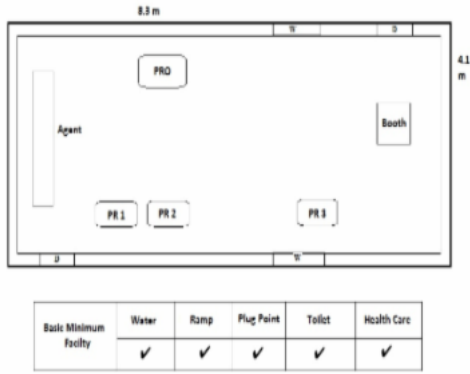 8.3 m
W D
4.1
m
PRO
Agent
Booth
PR 1 PR 2 PR 3
D W
Basic Minimum
Facilty
Water Ramp Plug Point Toilet Health Care
✓ ✓ ✓ ✓ ✓